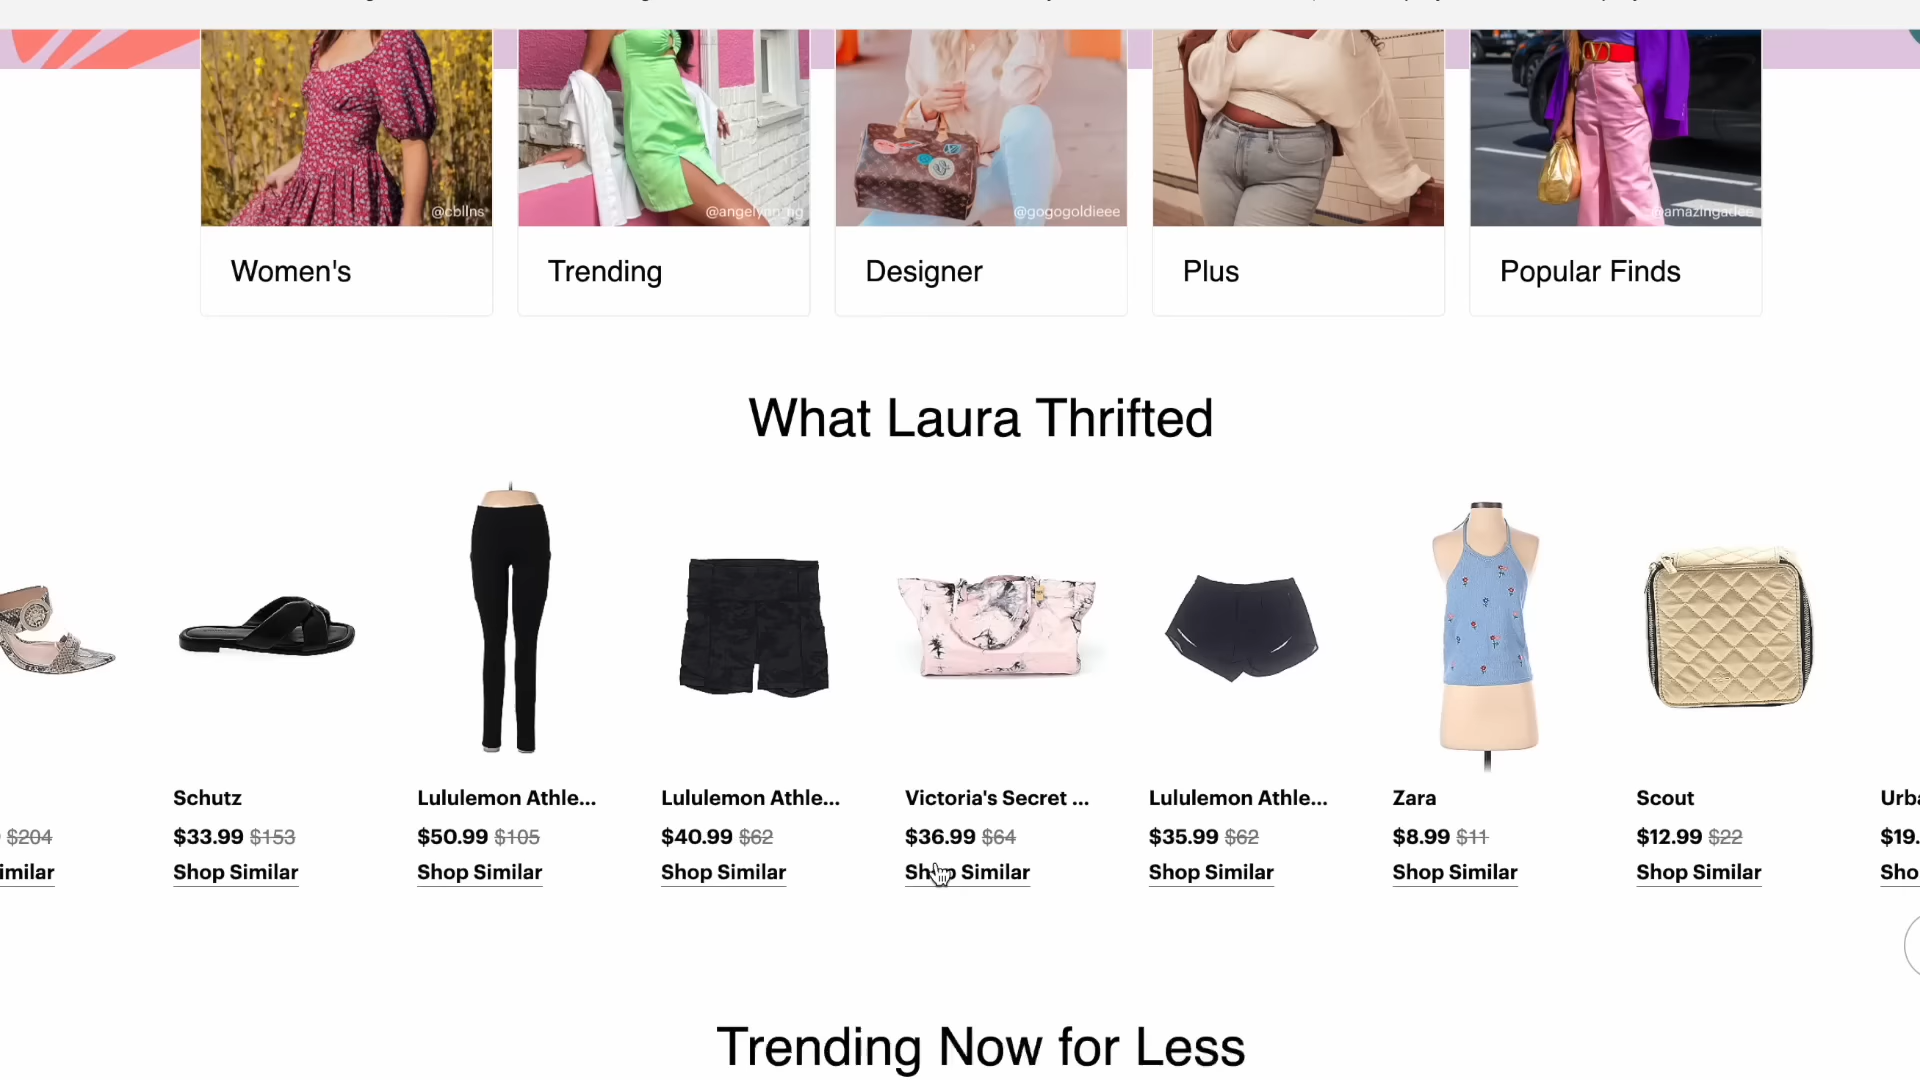 @cbllns
@gogogoldieee
@amazingadee
Women's
Trending
Designer
Plus
Popular Finds
What Laura Thrifted
Schutz
Lululemon Athle...
Lululemon Athle...
Victoria's Secret ...
Lululemon Athle...
Zara
Scout
$204
$33.99 $153
$50.99 $105
$40.99 $62
$36.99 $64
$35.99 $62
$8.99 $11
$12.99 $22
$19.
Shop Similar
Shop Similar
Shop Similar
Shop Similar
Shop Similar
Shop Similar
Shop Similar
Trending Now for Less